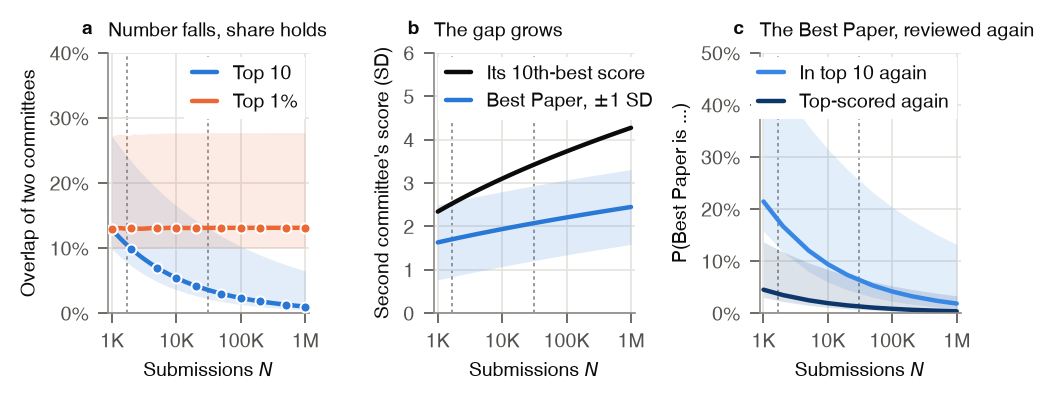 a Number falls, share holds
40%
30%
20%
10%
0%
Overlap of two committees
Top 10
Top 1%
1K 10K 100K 1M
Submissions N
b The gap grows
6
5
4
3
2
1
0
Second committee's score (SD)
Its 10th-best score
Best Paper, ±1 SD
1K 10K 100K 1M
Submissions N
c The Best Paper, reviewed again
50%
40%
30%
20%
10%
0%
P(Best Paper is ...)
In top 10 again
Top-scored again
1K 10K 100K 1M
Submissions N